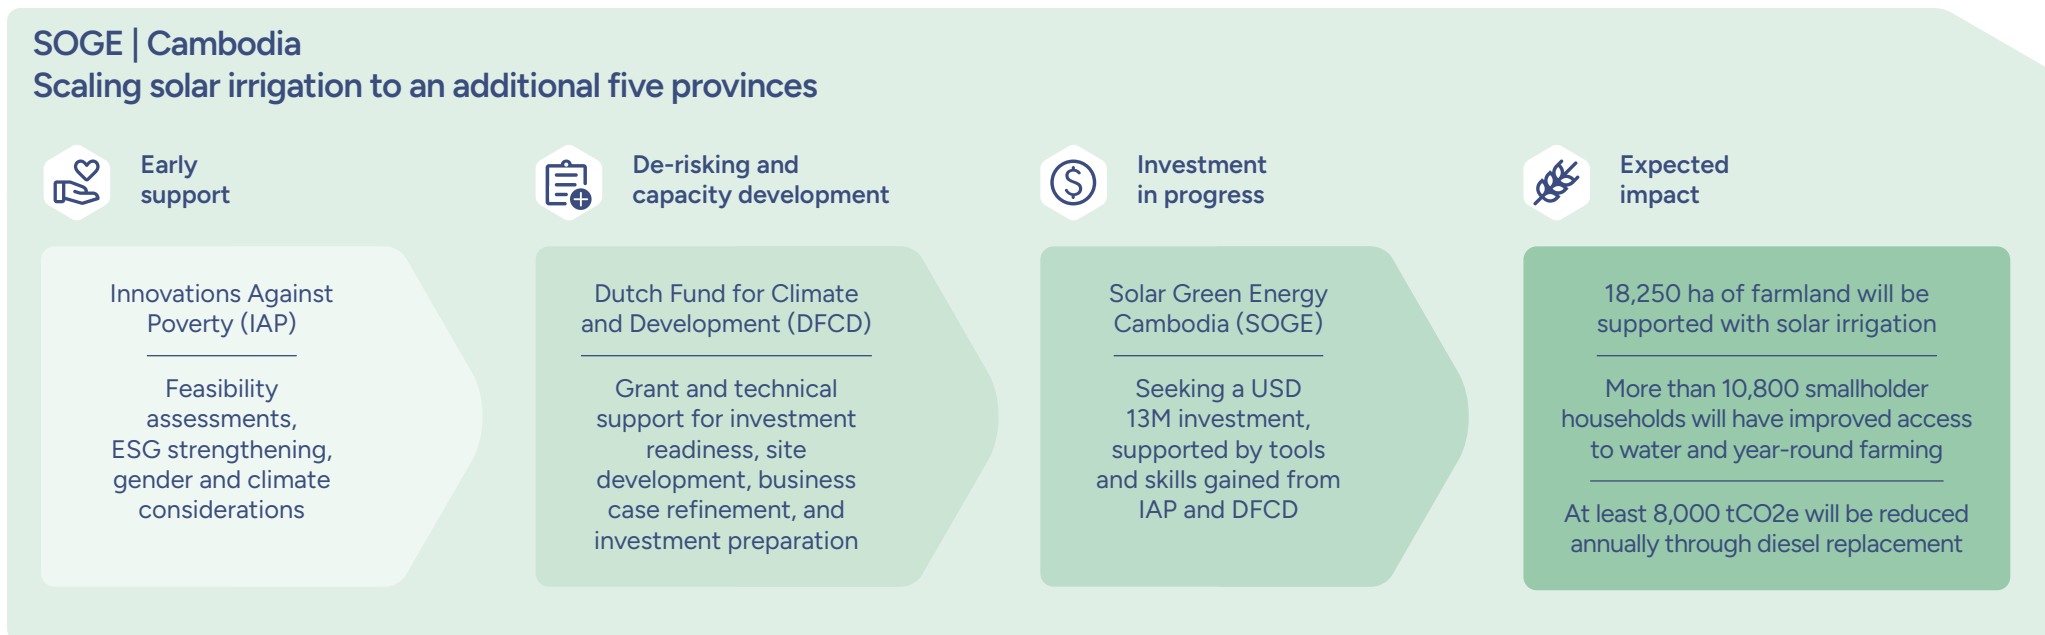 SOGE | Cambodia
Scaling solar irrigation to an additional five provinces
Early
support
Innovations Against
Poverty (IAP)
Feasibility
assessments,
ESG strengthening,
gender and climate
considerations
De-risking and
capacity development
Dutch Fund for Climate
and Development (DFCD)
Grant and technical
support for investment
readiness, site
development, business
case refinement, and
investment preparation
Investment
in progress
Solar Green Energy
Cambodia (SOGE)
Seeking a USD
13M investment,
supported by tools
and skills gained from
IAP and DFCD
Expected
impact
18,250 ha of farmland will be
supported with solar irrigation
More than 10,800 smallholder
households will have improved access
to water and year-round farming
At least 8,000 tCO2e will be reduced
annually through diesel replacement